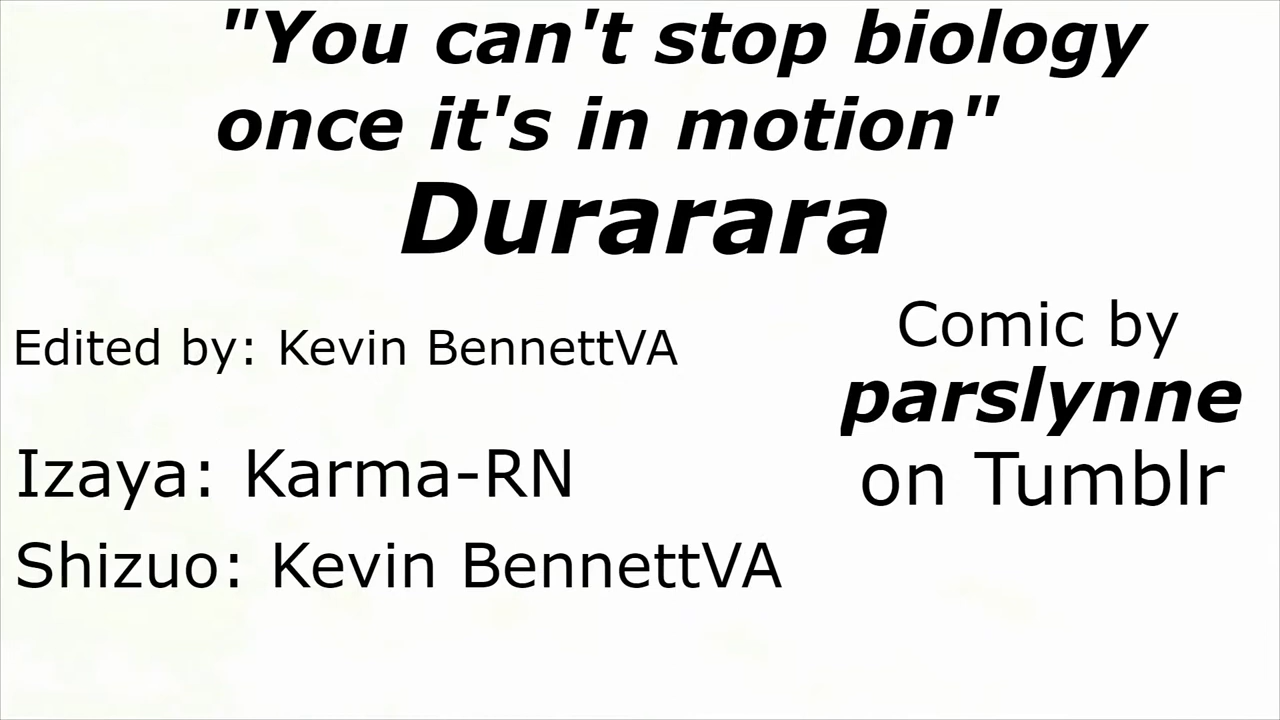 "You can't stop biology
once it's in motion"
Durarara
Edited by: Kevin BennettVA
Izaya: Karma-RN
Shizuo: Kevin BennettVA
Comic by
parslynne
on Tumblr